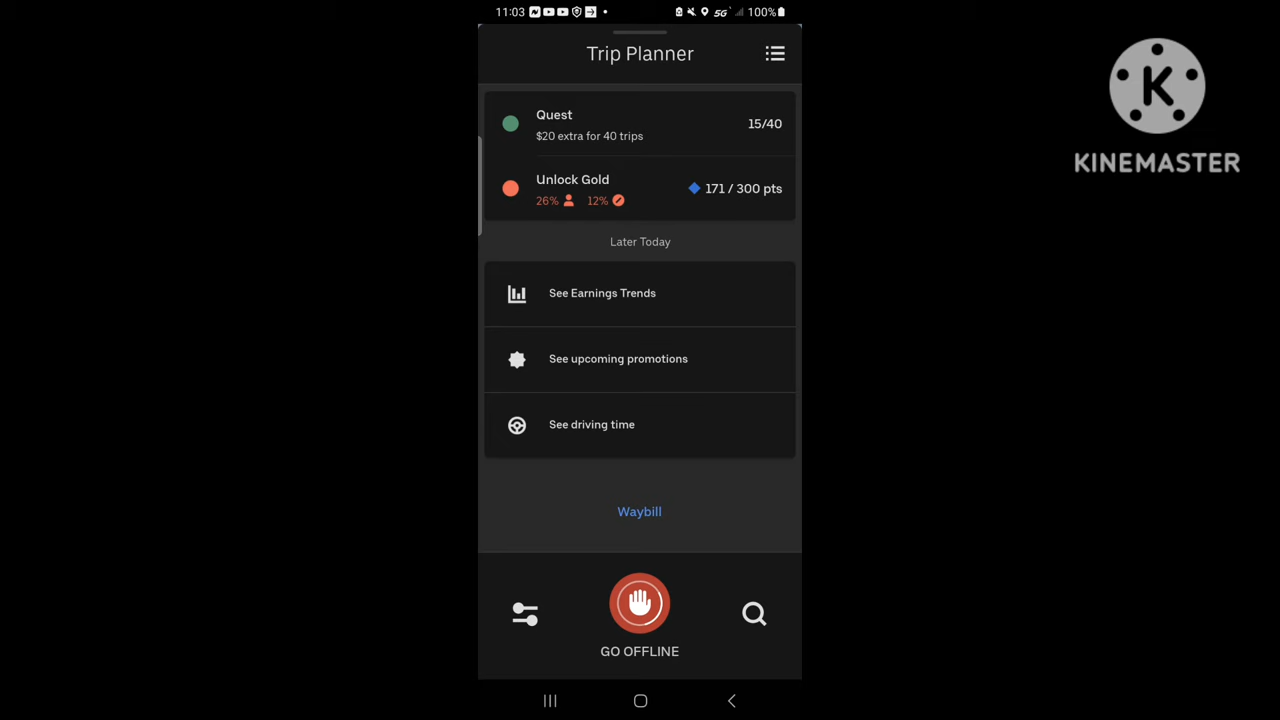 11:03
5G
100%
Trip Planner
Quest
$20 extra for 40 trips
15/40
Unlock Gold
26%
12%
171 / 300 pts
Later Today
See Earnings Trends
See upcoming promotions
See driving time
Waybill
GO OFFLINE
K
KINEMASTER